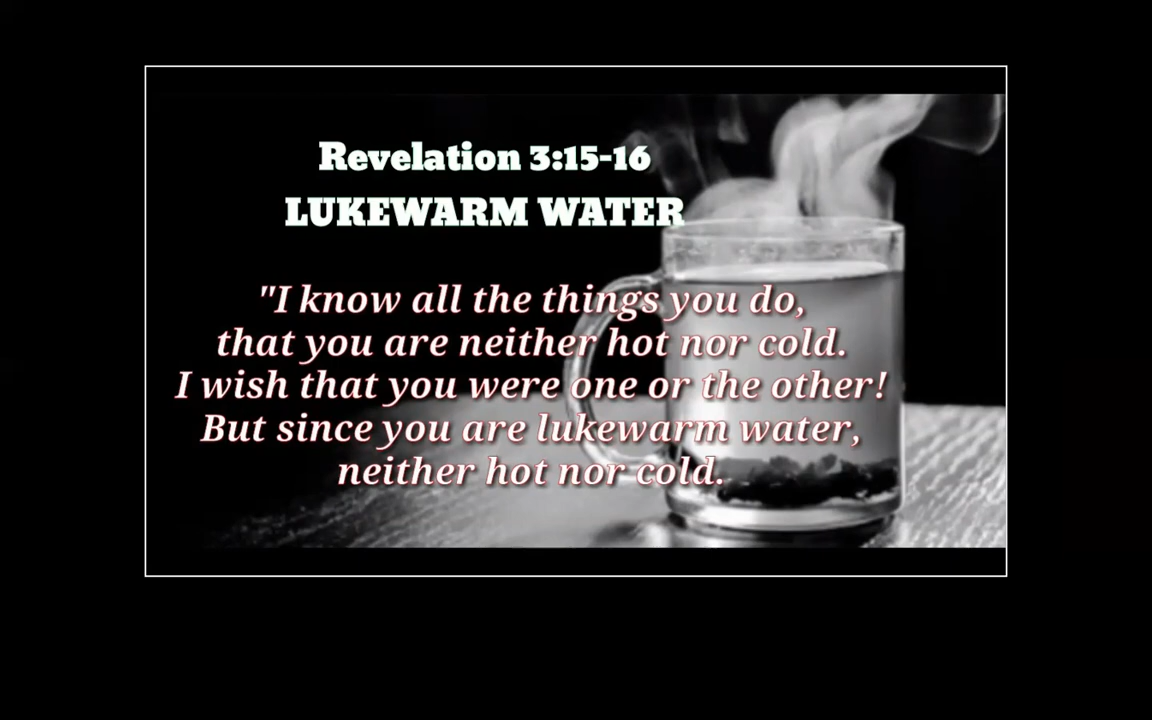 Revelation 3:15-16
LUKEWARM WATER
"I know all the things you do,
that you are neither hot nor cold.
I wish that you were one or the other!
But since you are lukewarm water,
neither hot nor cold.